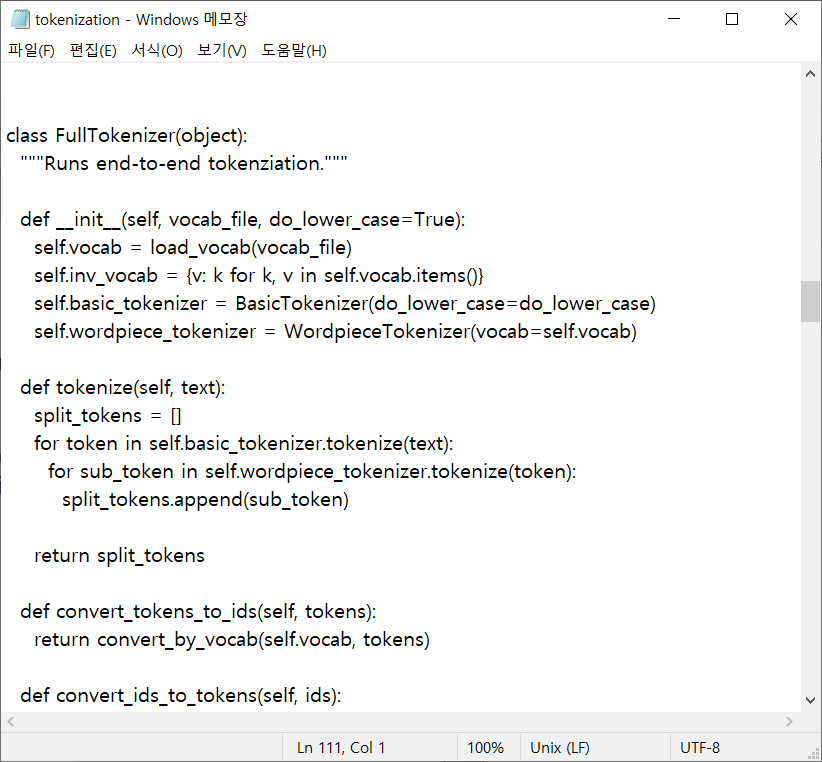 tokenization - Windows 메모장
파일(F) 편집(E) 서식(O) 보기(V) 도움말(H)
class FullTokenizer(object):
  """Runs end-to-end tokenziation."""

  def __init__(self, vocab_file, do_lower_case=True):
    self.vocab = load_vocab(vocab_file)
    self.inv_vocab = {v: k for k, v in self.vocab.items()}
    self.basic_tokenizer = BasicTokenizer(do_lower_case=do_lower_case)
    self.wordpiece_tokenizer = WordpieceTokenizer(vocab=self.vocab)

  def tokenize(self, text):
    split_tokens = []
    for token in self.basic_tokenizer.tokenize(text):
      for sub_token in self.wordpiece_tokenizer.tokenize(token):
        split_tokens.append(sub_token)

    return split_tokens

  def convert_tokens_to_ids(self, tokens):
    return convert_by_vocab(self.vocab, tokens)

  def convert_ids_to_tokens(self, ids):
Ln 111, Col 1 100% Unix (LF) UTF-8